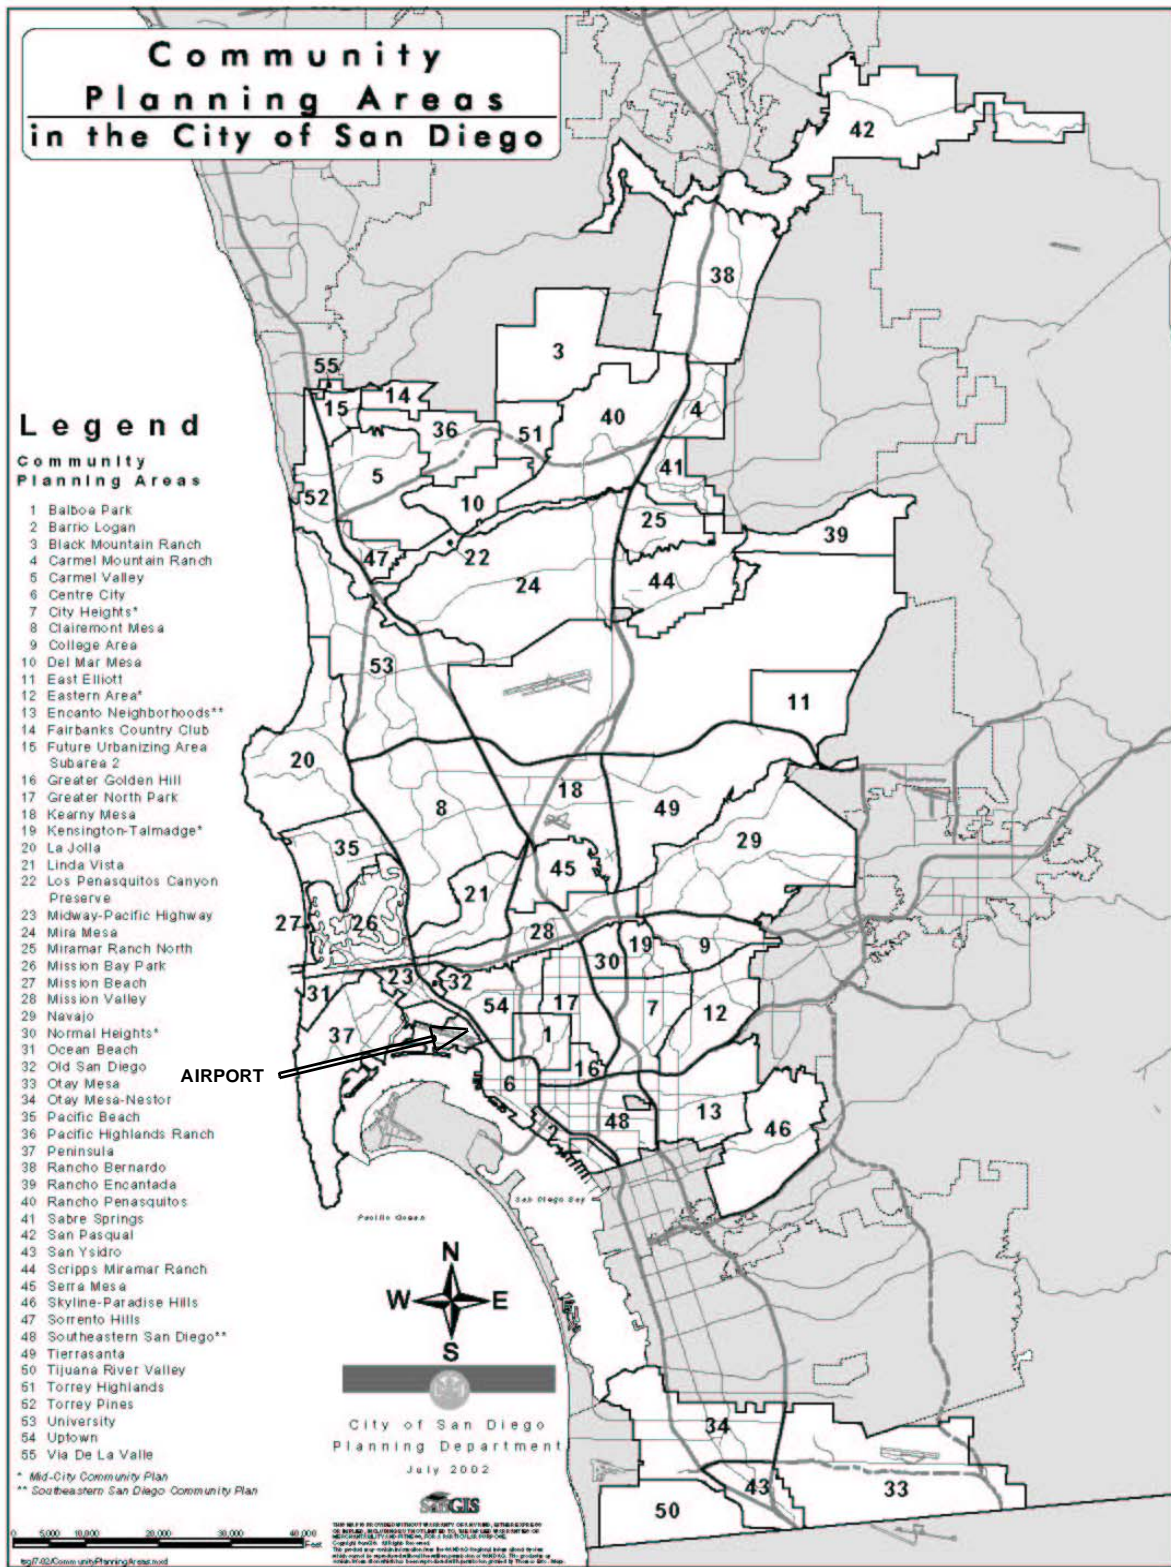 Community
Planning Areas
in the City of San Diego
Legend
Community
Planning Areas
1 Balboa Park
2 Barrio Logan
3 Black Mountain Ranch
4 Carmel Mountain Ranch
5 Carmel Valley
6 Centre City
7 City Heights*
8 Clairemont Mesa
9 College Area
10 Del Mar Mesa
11 East Elliott
12 Eastern Area*
13 Encanto Neighborhoods**
14 Fairbanks Country Club
15 Future Urbanizing Area
Subarea 2
16 Greater Golden Hill
17 Greater North Park
18 Kearny Mesa
19 Kensington-Talmadge*
20 La Jolla
21 Linda Vista
22 Los Penasquitos Canyon
Preserve
23 Midway-Pacific Highway
24 Mira Mesa
25 Miramar Ranch North
26 Mission Bay Park
27 Mission Beach
28 Mission Valley
29 Navajo
30 Normal Heights*
31 Ocean Beach
32 Old San Diego
33 Otay Mesa
34 Otay Mesa-Nestor
35 Pacific Beach
36 Pacific Highlands Ranch
37 Peninsula
38 Rancho Bernardo
39 Rancho Encantada
40 Rancho Penasquitos
41 Sabre Springs
42 San Pasqual
43 San Ysidro
44 Scripps Miramar Ranch
45 Serra Mesa
46 Skyline-Paradise Hills
47 Sorrento Hills
48 Southeastern San Diego**
49 Tierrasanta
50 Tijuana River Valley
51 Torrey Highlands
52 Torrey Pines
53 University
54 Uptown
55 Via De La Valle
* Mid-City Community Plan
** Southeastern San Diego Community Plan
0 5,000 10,000 20,000 30,000 40,000
Feet
42
38
3
55
14
15
40
4
36
51
5
41
10
52
25
39
47
22
24
44
53
11
20
18
8
49
29
35
45
21
27
26
28
19
9
30
23
32
31
54
17
7
12
37
1
AIRPORT
16
6
13
48
46
2
San Diego Bay
Pacific Ocean
N
W E
S
City of San Diego
Planning Department
July 2002
SanGIS
34
43
33
50